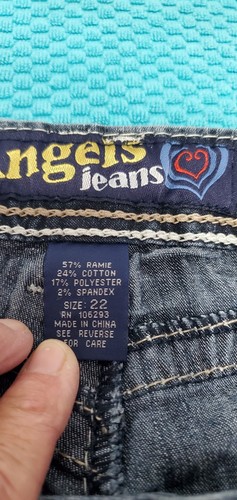 Angels
jeans
57% RAMIE
24% COTTON
17% POLYESTER
2% SPANDEX
SIZE: 22
RN 106293
MADE IN CHINA
SEE REVERSE
FOR CARE